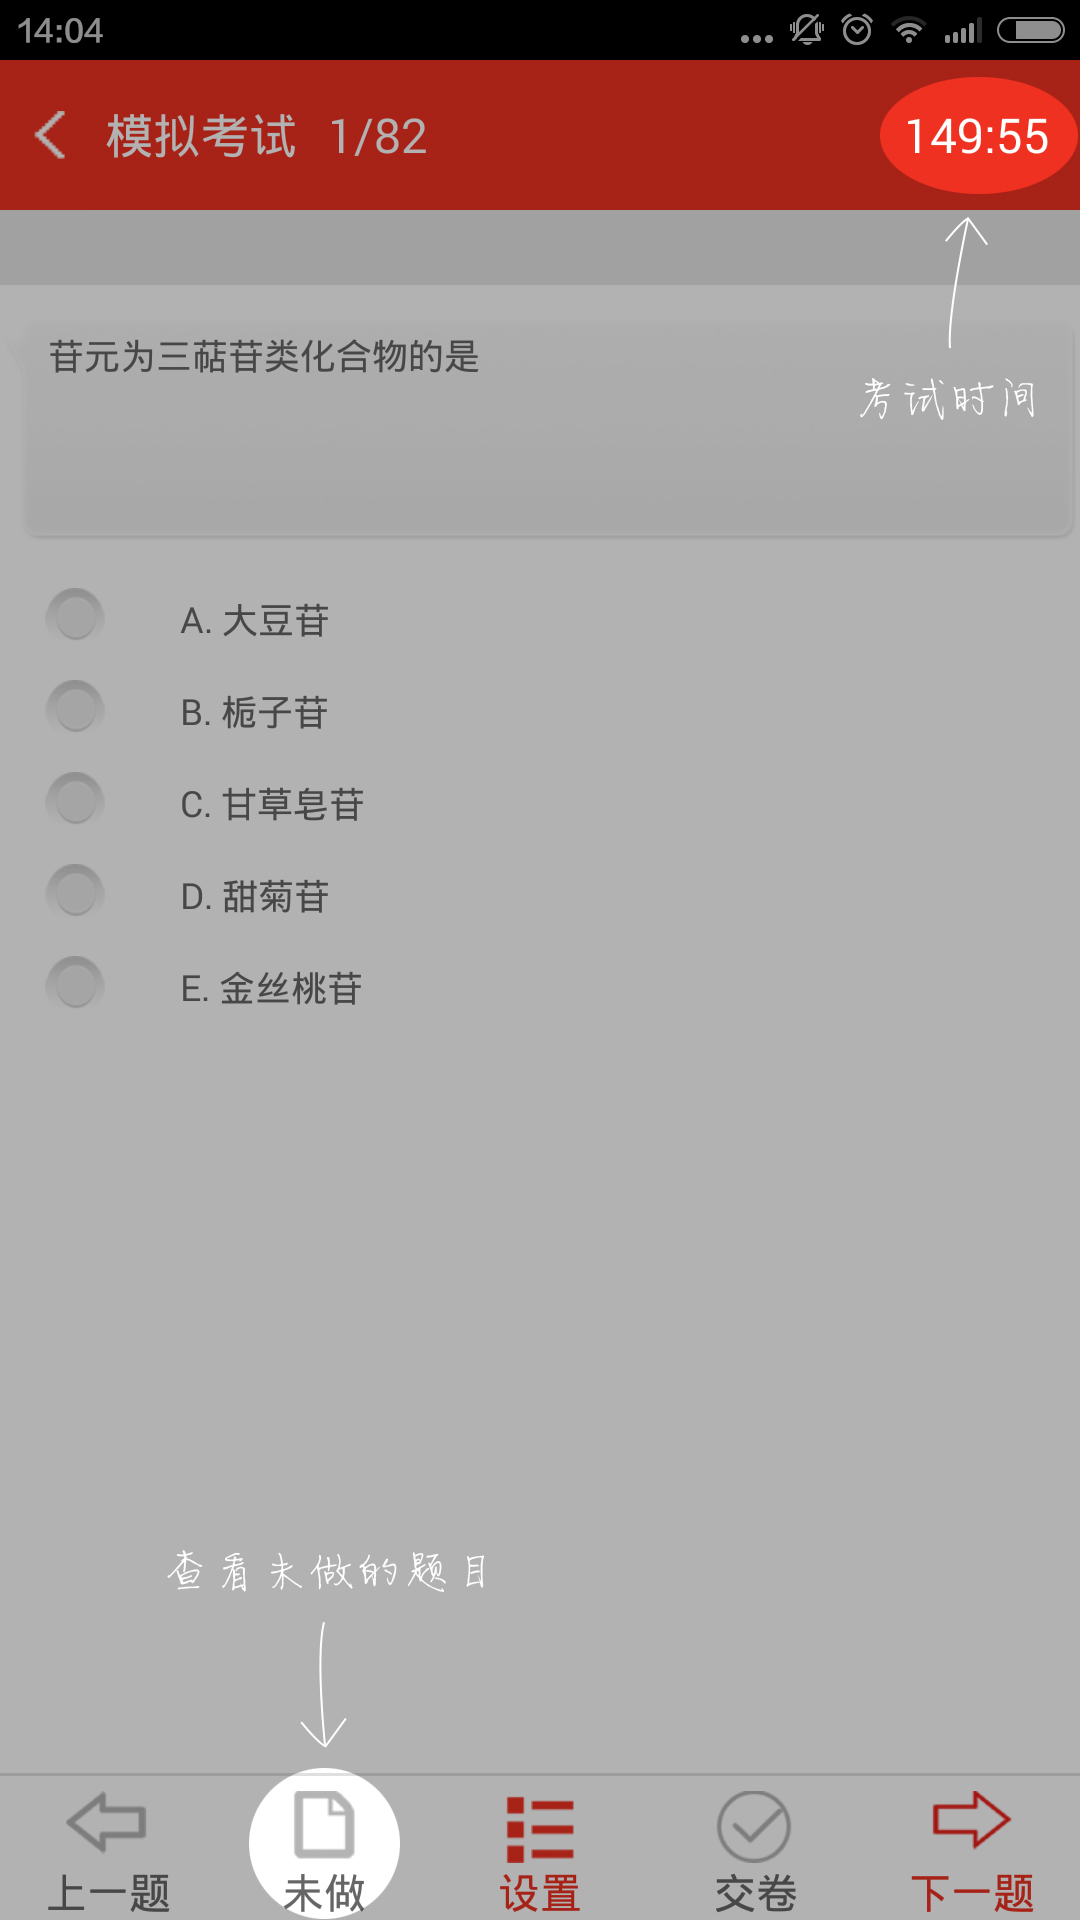 14:04
模拟考试 1/82
149:55
苷元为三萜苷类化合物的是
考试时间
A. 大豆苷
B. 栀子苷
C. 甘草皂苷
D. 甜菊苷
E. 金丝桃苷
查看未做的题目
上一题
未做
设置
交卷
下一题